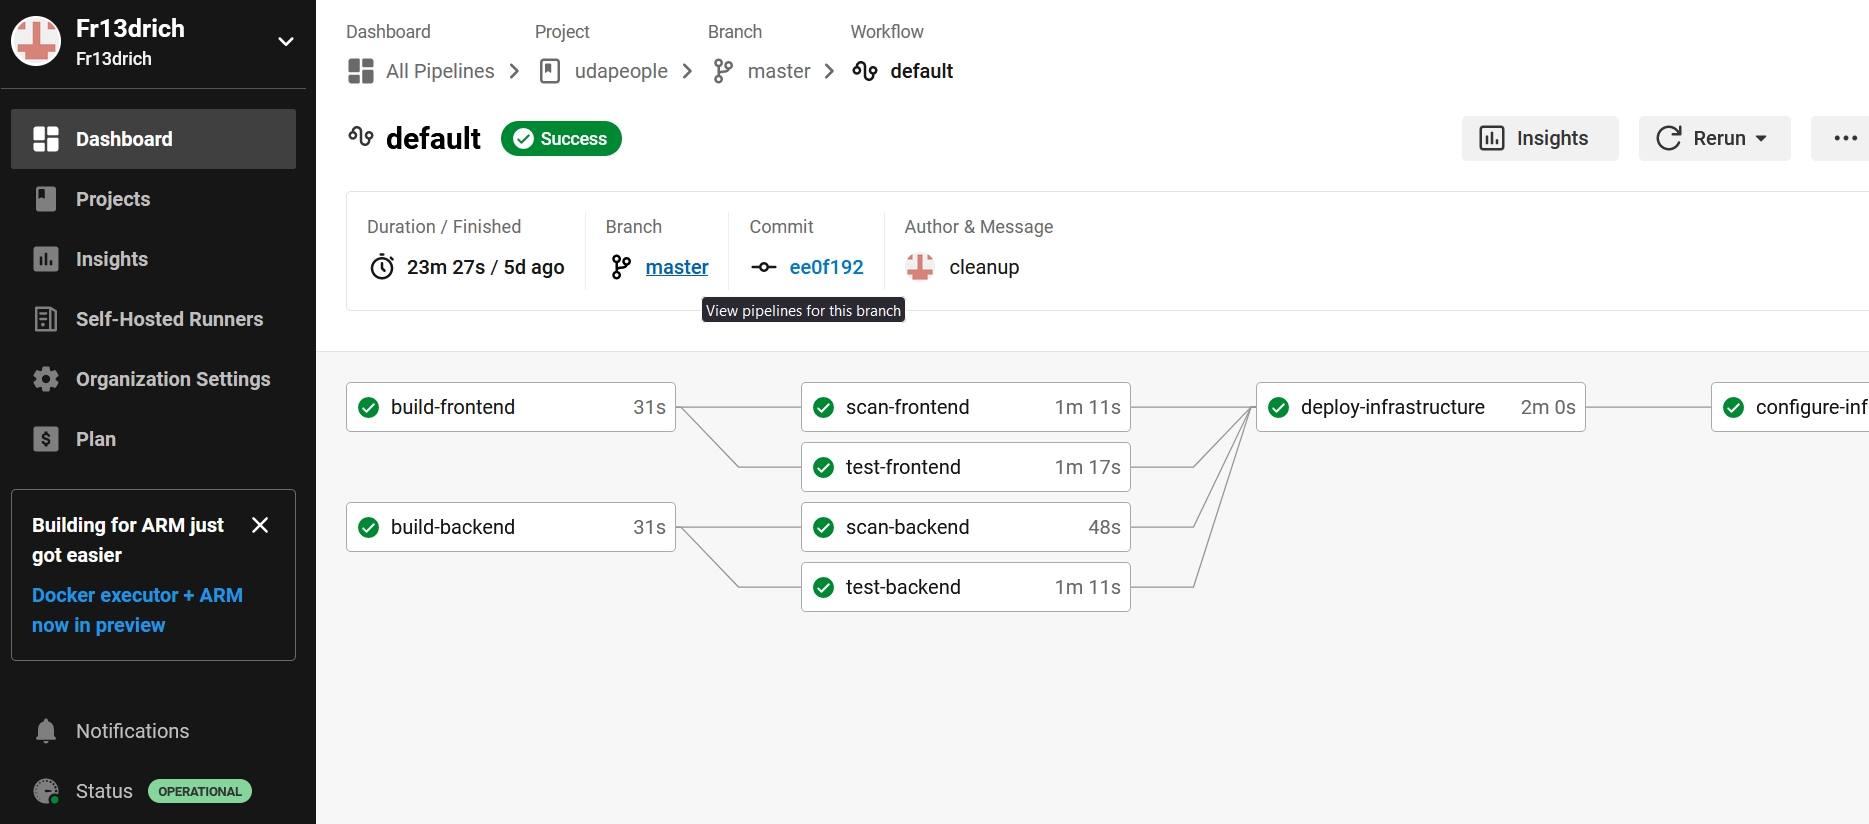 Fr13drich
Fr13drich
Dashboard
Projects
Insights
Self-Hosted Runners
Organization Settings
Plan
Building for ARM just
got easier
Docker executor + ARM
now in preview
Notifications
Status OPERATIONAL
Dashboard Project Branch Workflow
All Pipelines udapeople master default
default Success Insights Rerun
Duration / Finished Branch Commit Author & Message
23m 27s / 5d ago master ee0f192 cleanup
View pipelines for this branch
build-frontend 31s scan-frontend 1m 11s deploy-infrastructure 2m 0s configure-inf
test-frontend 1m 17s
build-backend 31s scan-backend 48s
test-backend 1m 11s